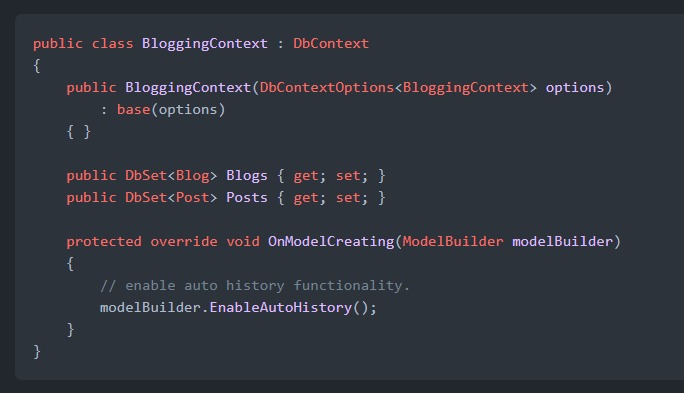 public class BloggingContext : DbContext
{
    public BloggingContext(DbContextOptions<BloggingContext> options)
        : base(options)
    { }

    public DbSet<Blog> Blogs { get; set; }
    public DbSet<Post> Posts { get; set; }

    protected override void OnModelCreating(ModelBuilder modelBuilder)
    {
        // enable auto history functionality.
        modelBuilder.EnableAutoHistory();
    }
}